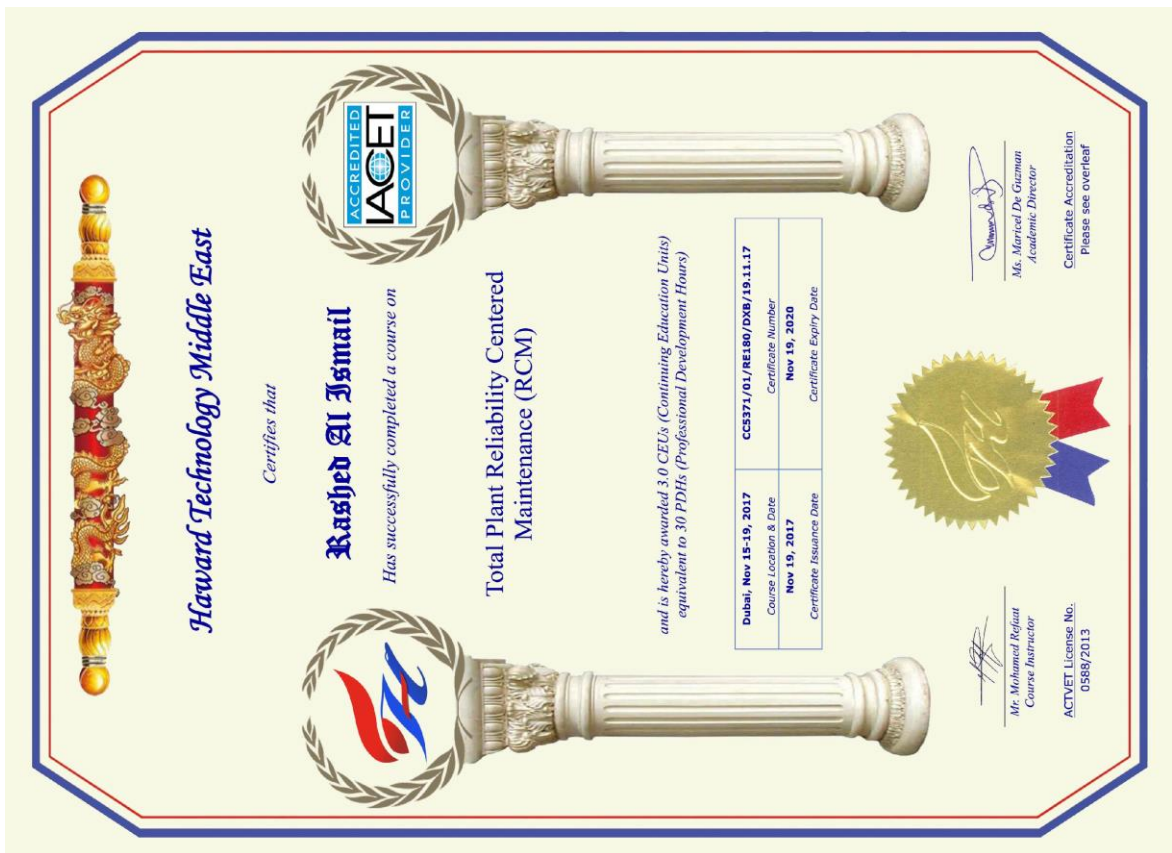 Haward Technology Middle East
Certifies that
Rashed Al Ismail
Has successfully completed a course on
Total Plant Reliability Centered
Maintenance (RCM)
ACCREDITED
IACET
PROVIDER
and is hereby awarded 3.0 CEUs (Continuing Education Units)
equivalent to 30 PDHs (Professional Development Hours)
Dubai, Nov 15-19, 2017
CC5371/01/RE180/DXB/19.11.17
Course Location & Date
Certificate Number
Nov 19, 2017
Nov 19, 2020
Certificate Issuance Date
Certificate Expiry Date
Mr. Mohamed Refaat
Course Instructor
ACTVET License No.
0588/2013
Ms. Maricel De Guzman
Academic Director
Certificate Accreditation
Please see overleaf